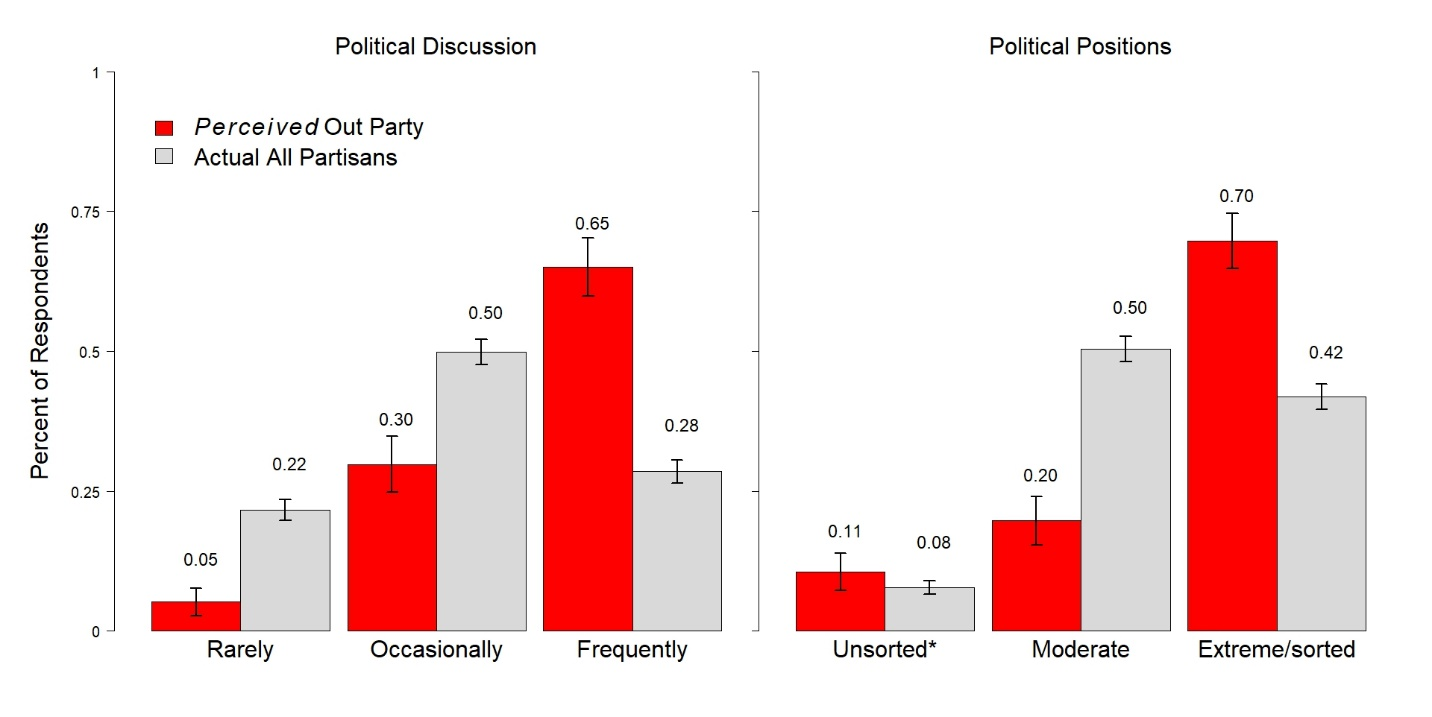 Political Discussion
Political Positions
1
0.75
0.5
0.25
0
Percent of Respondents
Perceived Out Party
Actual All Partisans
0.05
0.22
0.30
0.50
0.65
0.28
0.11
0.08
0.20
0.50
0.70
0.42
Rarely
Occasionally
Frequently
Unsorted*
Moderate
Extreme/sorted